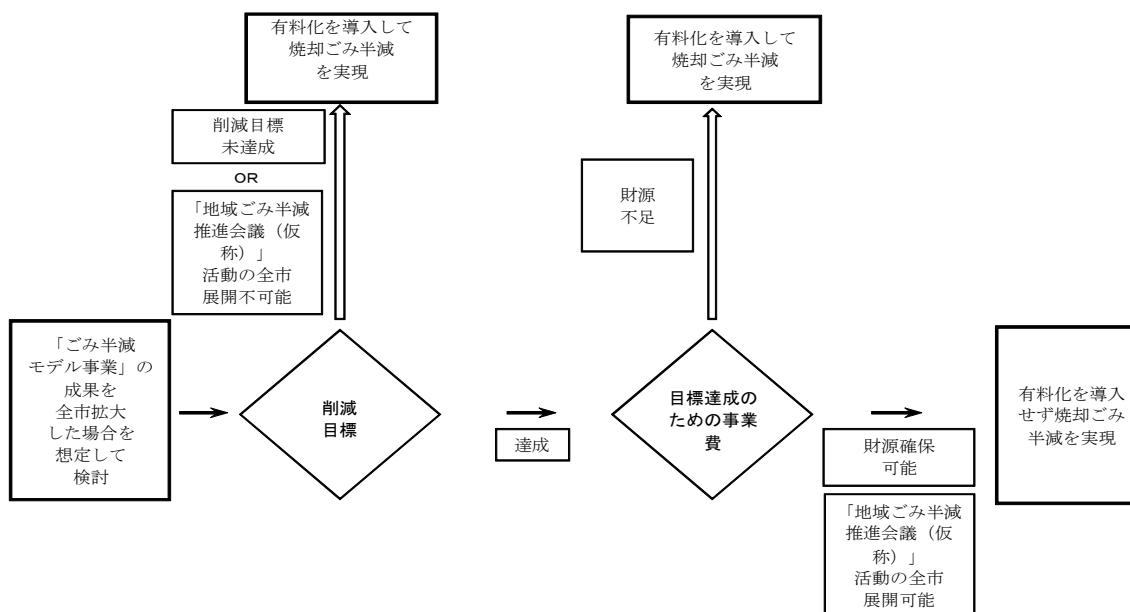 有料化を導入して
焼却ごみ半減
を実現
有料化を導入して
焼却ごみ半減
を実現
削減目標
未達成
OR
「地域ごみ半減
推進会議（仮
称）」
活動の全市
展開不可能
財源
不足
「ごみ半減
モデル事業」の
成果を
全市拡大
した場合を
想定して
検討
削減
目標
達成
目標達成の
ための事業
費
財源確保
可能
「地域ごみ半減
推進会議（仮
称）」
活動の全市
展開可能
有料化を導入
せず焼却ごみ
半減を実現